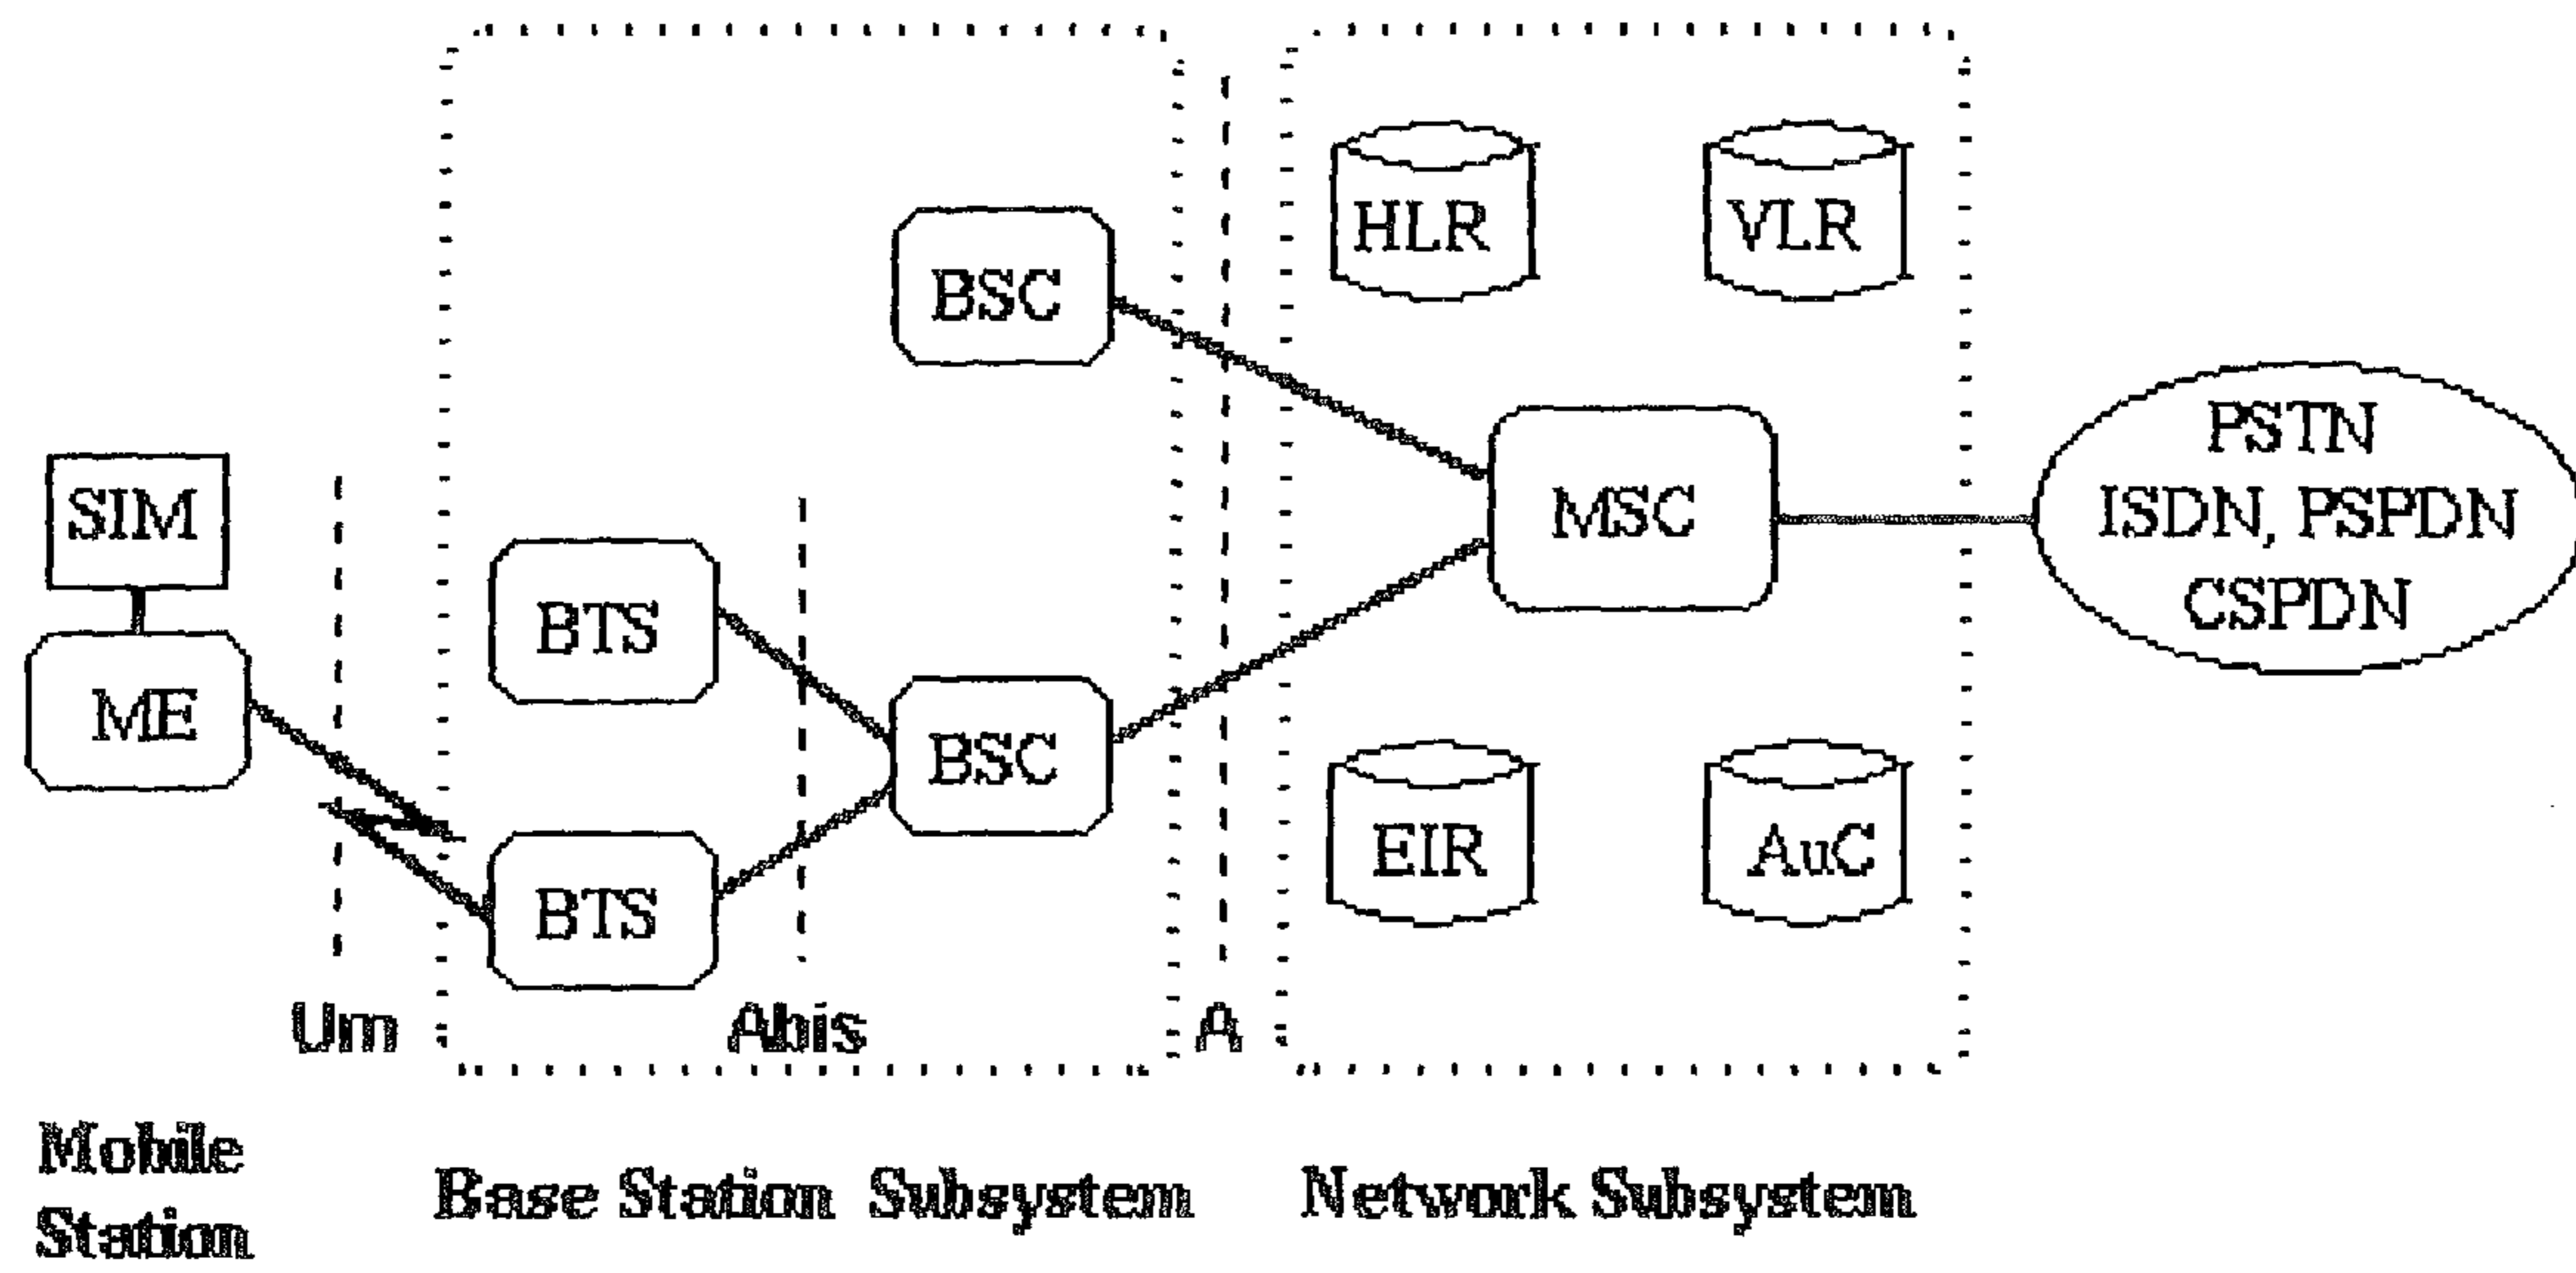 HLR
VLR
BSC
SIM
ME
BTS
BTS
BSC
MSC
PSTN
ISDN, PSPDN
CSPDN
EIR
AuC
Um
Abis
A
Mobile
Station
Base Station Subsystem
Network Subsystem